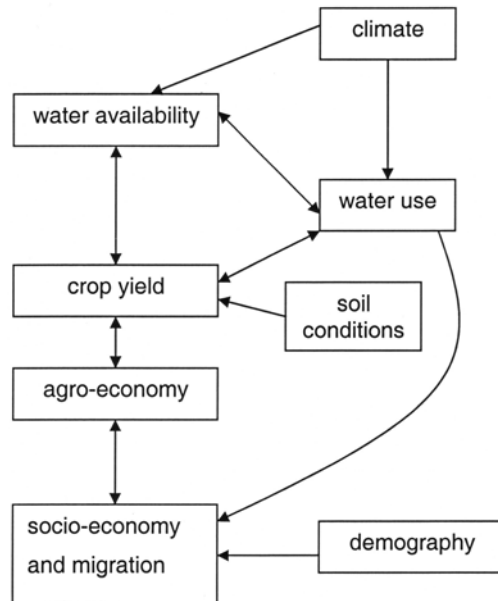 climate
water availability
water use
crop yield
soil
conditions
agro-economy
socio-economy
and migration
demography